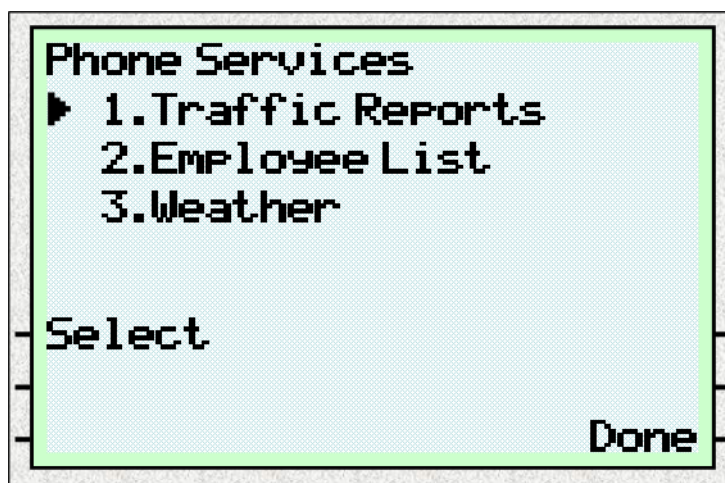 Phone Services
1.Traffic Reports
2.Employee List
3.Weather
Select
Done